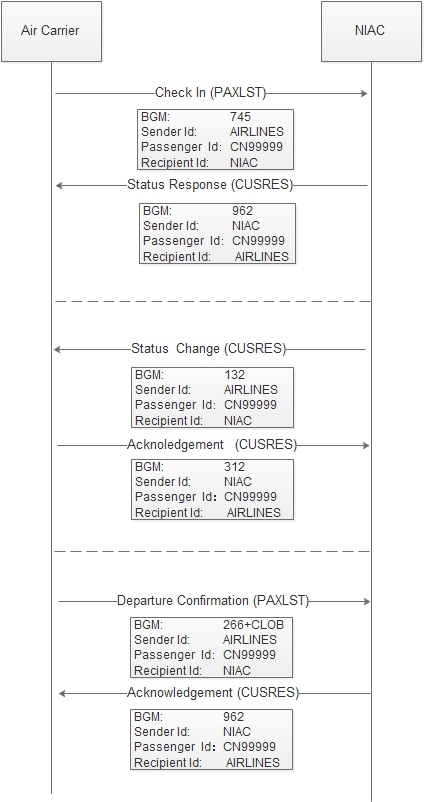 Air Carrier
NIAC
Check In (PAXLST)
BGM: 745
Sender Id: AIRLINES
Passenger Id: CN99999
Recipient Id: NIAC
Status Response (CUSRES)
BGM: 962
Sender Id: NIAC
Passenger Id: CN99999
Recipient Id: AIRLINES
Status Change (CUSRES)
BGM: 132
Sender Id: AIRLINES
Passenger Id: CN99999
Recipient Id: NIAC
Acknoledgement (CUSRES)
BGM: 312
Sender Id: NIAC
Passenger Id：CN99999
Recipient Id: AIRLINES
Departure Confirmation (PAXLST)
BGM: 266+CLOB
Sender Id: AIRLINES
Passenger Id: CN99999
Recipient Id: NIAC
Acknowledgement (CUSRES)
BGM: 962
Sender Id: NIAC
Passenger Id：CN99999
Recipient Id: AIRLINES